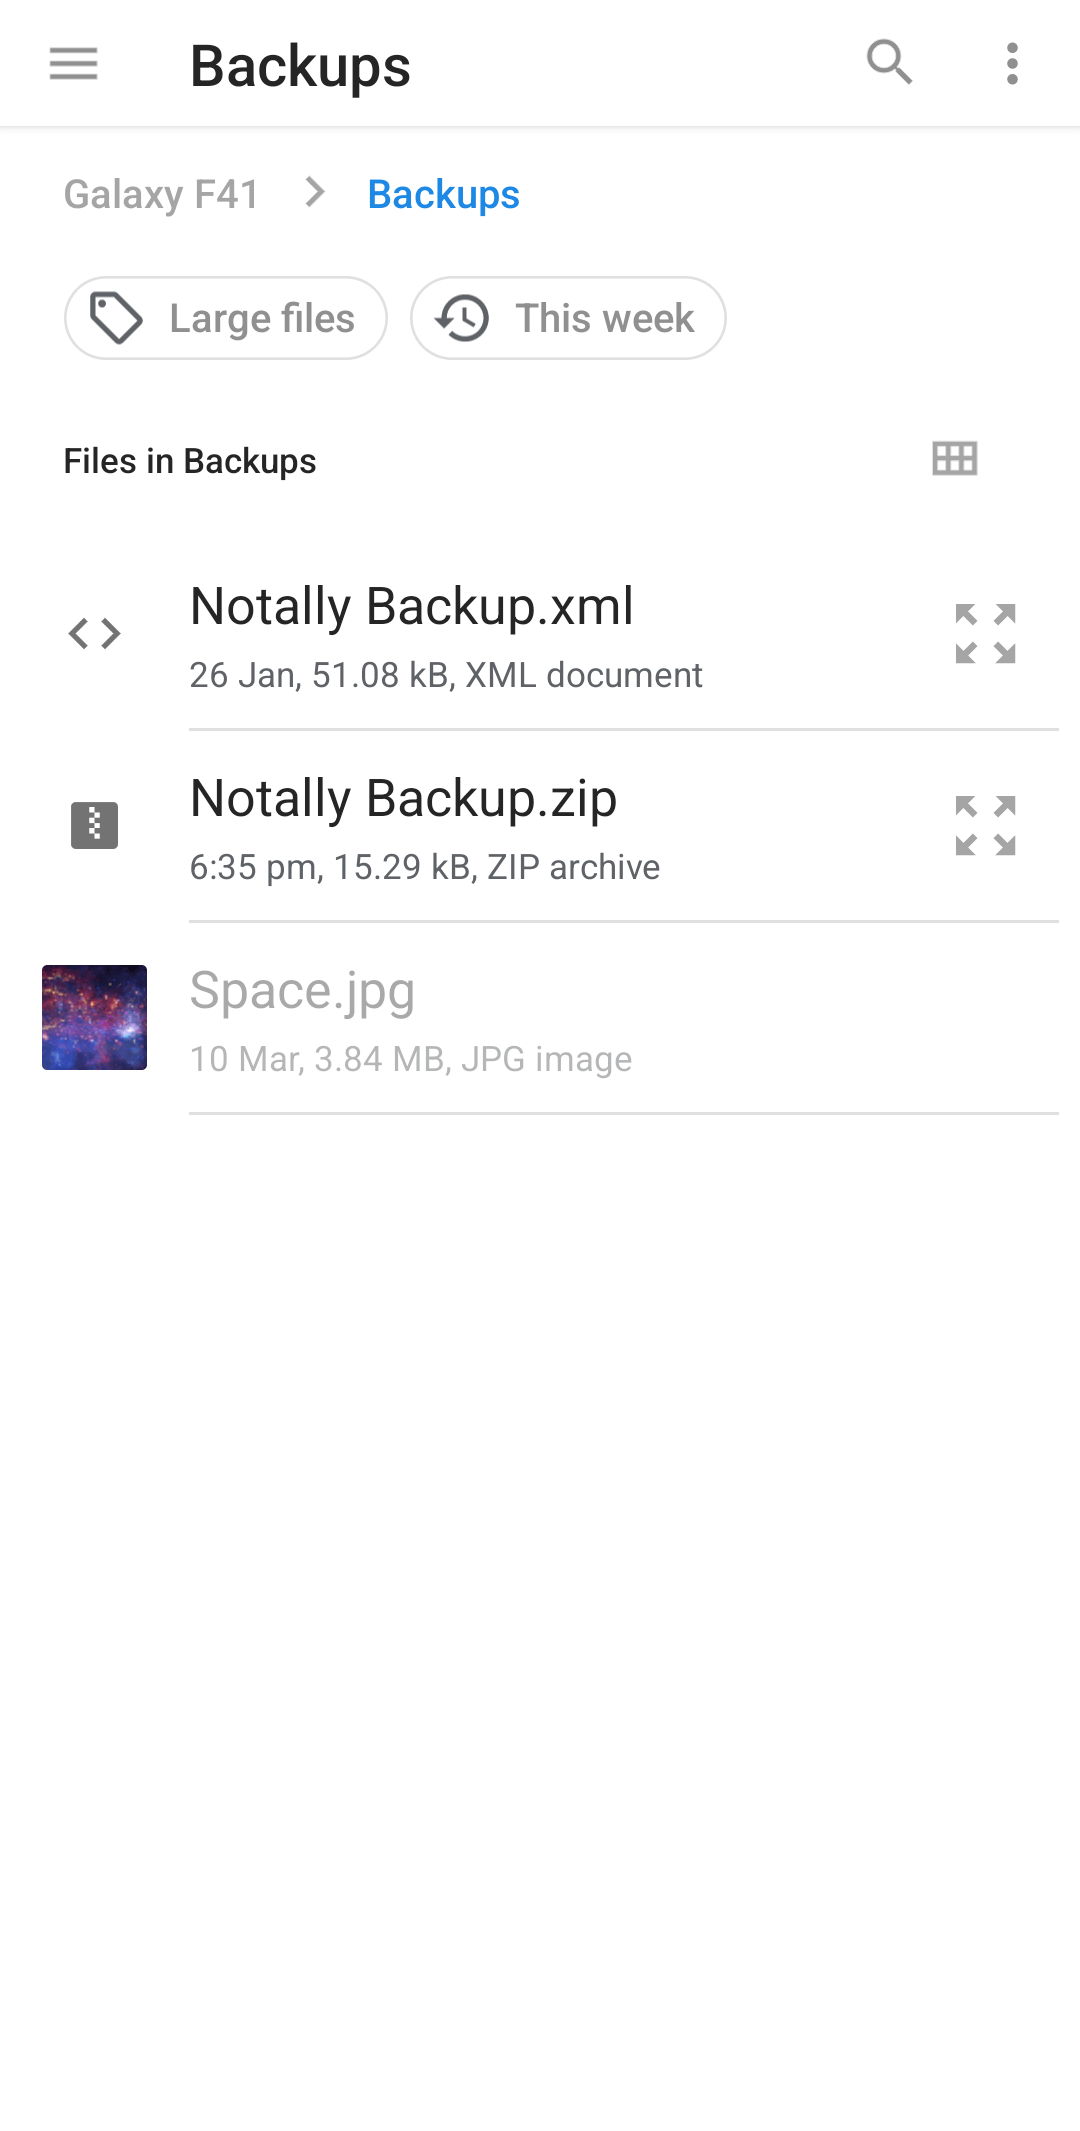 Backups
Galaxy F41 Backups
Large files This week
Files in Backups
Notally Backup.xml
26 Jan, 51.08 kB, XML document
Notally Backup.zip
6:35 pm, 15.29 kB, ZIP archive
Space.jpg
10 Mar, 3.84 MB, JPG image